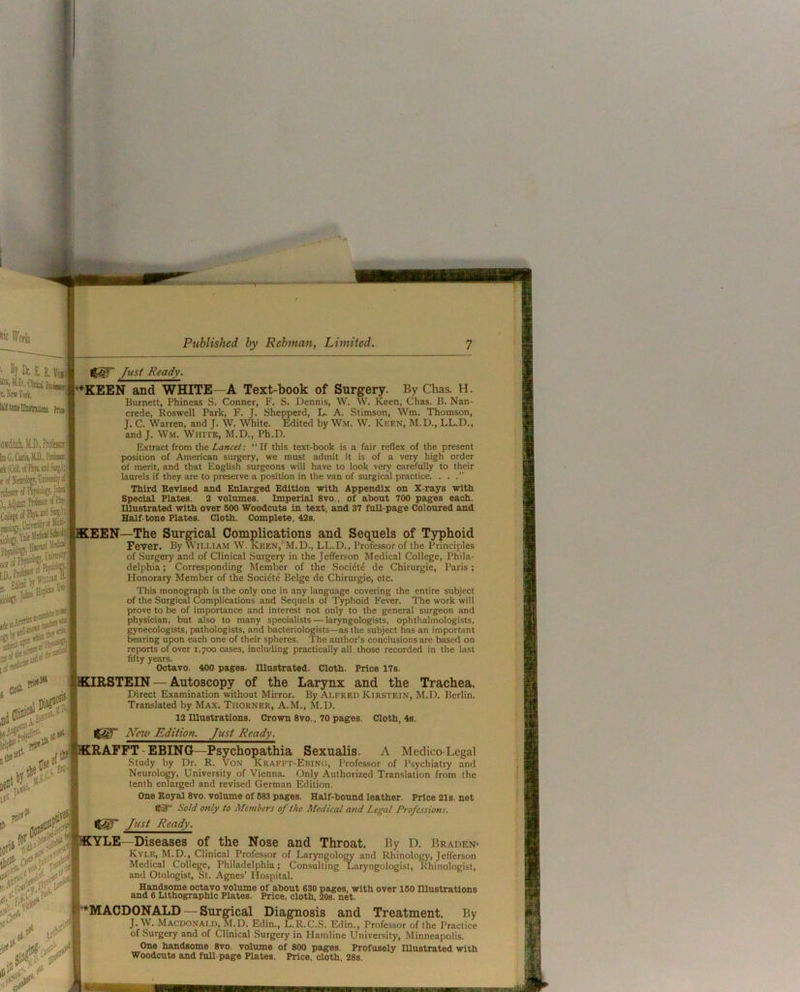 Published by Rebman, Limited. 7
Just Ready.
*KEEN and WHITE—A Text-book of Surgery. By Chas. H.
Burnett, Phineas S. Conner, F. S. Dennis, W. W. Keen, Chas. B. Nan-
crede, Roswell Park, F. J. Shepperd, L. A. Stimson, Wm. Thomson,
J. C. Warren, and J. W. White. Edited by WM. W. KEEN, M.D., LL.D.,
and J. WM. WHITE, M.D., Ph.D.
Extract from the Lancet: "If this text-book is a fair reflex of the present
position of American surgery, we must admit it is of a very high order
of merit, and that English surgeons will have to look very carefully to their
laurels if they are to preserve a position in the van of surgical practice. . . ."
Third Revised and Enlarged Edition with Appendix on X-rays with
Special Plates. 2 volumes. Imperial 8vo., of about 700 pages each.
Illustrated with over 500 Woodcuts in text, and 37 full-page Coloured and
Half-tone Plates. Cloth. Complete, 42s.
KEEN—The Surgical Complications and Sequels of Typhoid
Fever. By WILLIAM W. KEEN, M.D., LL.D., Professor of the Principles
of Surgery and of Clinical Surgery in the Jefferson Medical College, Phila-
delphia; Corresponding Member of the Société de Chirurgie, Paris;
Honorary Member of the Société Belge de Chirurgie, etc.
This monograph is the only one in any language covering the entire subject
of the Surgical Complications and Sequels of Typhoid Fever. The work will
prove to be of importance and interest not only to the general surgeon and
physician, but also to many specialists — laryngologists, ophthalmologists,
gynecologists, pathologists, and bacteriologists—as the subject has an important
bearing upon each one of their spheres. The author's conclusions are based on
reports of over 1,700 cases, including practically all those recorded in the last
fifty years.
Octavo. 400 pages. Illustrated. Cloth. Price 17s.
KIRSTEIN—Autoscopy of the Larynx and the Trachea.
Direct Examination without Mirror. By ALFRED KIRSTEIN, M.D. Berlin.
Translated by MAX. THORNER, A.M., M.D.
12 Illustrations. Crown 8vo., 70 pages. Cloth, 4s.
New Edition. Just Ready.
KRAFFT-EBING—Psychopathia Sexualis. A Medico-Legal
Study by Dr. R. VON KRAFFT-EBING, Professor of Psychiatry and
Neurology, University of Vienna. Only Authorized Translation from the
tenth enlarged and revised German Edition.
One Royal 8vo. volume of 583 pages. Half-bound leather. Price 21s. net
Sold only to Members of the Medical and Legal Professions.
Just Ready.
KYLE—Diseases of the Nose and Throat. By D. BRADEN-
KYLE, M.D., Clinical Professor of Laryngology and Rhinology, Jefferson
Medical College, Philadelphia; Consulting Laryngologist, Rhinologist,
and Otologist, St. Agnes' Hospital.
Handsome octavo volume of about 630 pages, with over 150 Illustrations
and 6 Lithographic Plates. Price, cloth, 20s. net.
*MACDONALD—Surgical Diagnosis and Treatment. By
J. W. MACDONALD, M.D. Edin., L.R.C.S. Edin., Professor of the Practice
of Surgery and of Clinical Surgery in Hamline University, Minneapolis.
One handsome 8vo. volume of 800 pages. Profusely Illustrated with
Woodcuts and full-page Plates. Price, cloth, 28s.